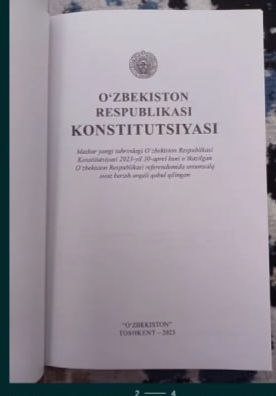 O‘ZBEKISTON
RESPUBLIKASI
KONSTITUTSIYASI
Mazkur yangi tahrirdagi O‘zbekiston Respublikasi
Konstitutsiyasi 2023-yil 30-aprel kuni o‘tkazilgan
O‘zbekiston Respublikasi referendumida umumxalq
ovoz berish orqali qabul qilingan
"O‘ZBEKISTON"
TOSHKENT – 2023
2 — 4